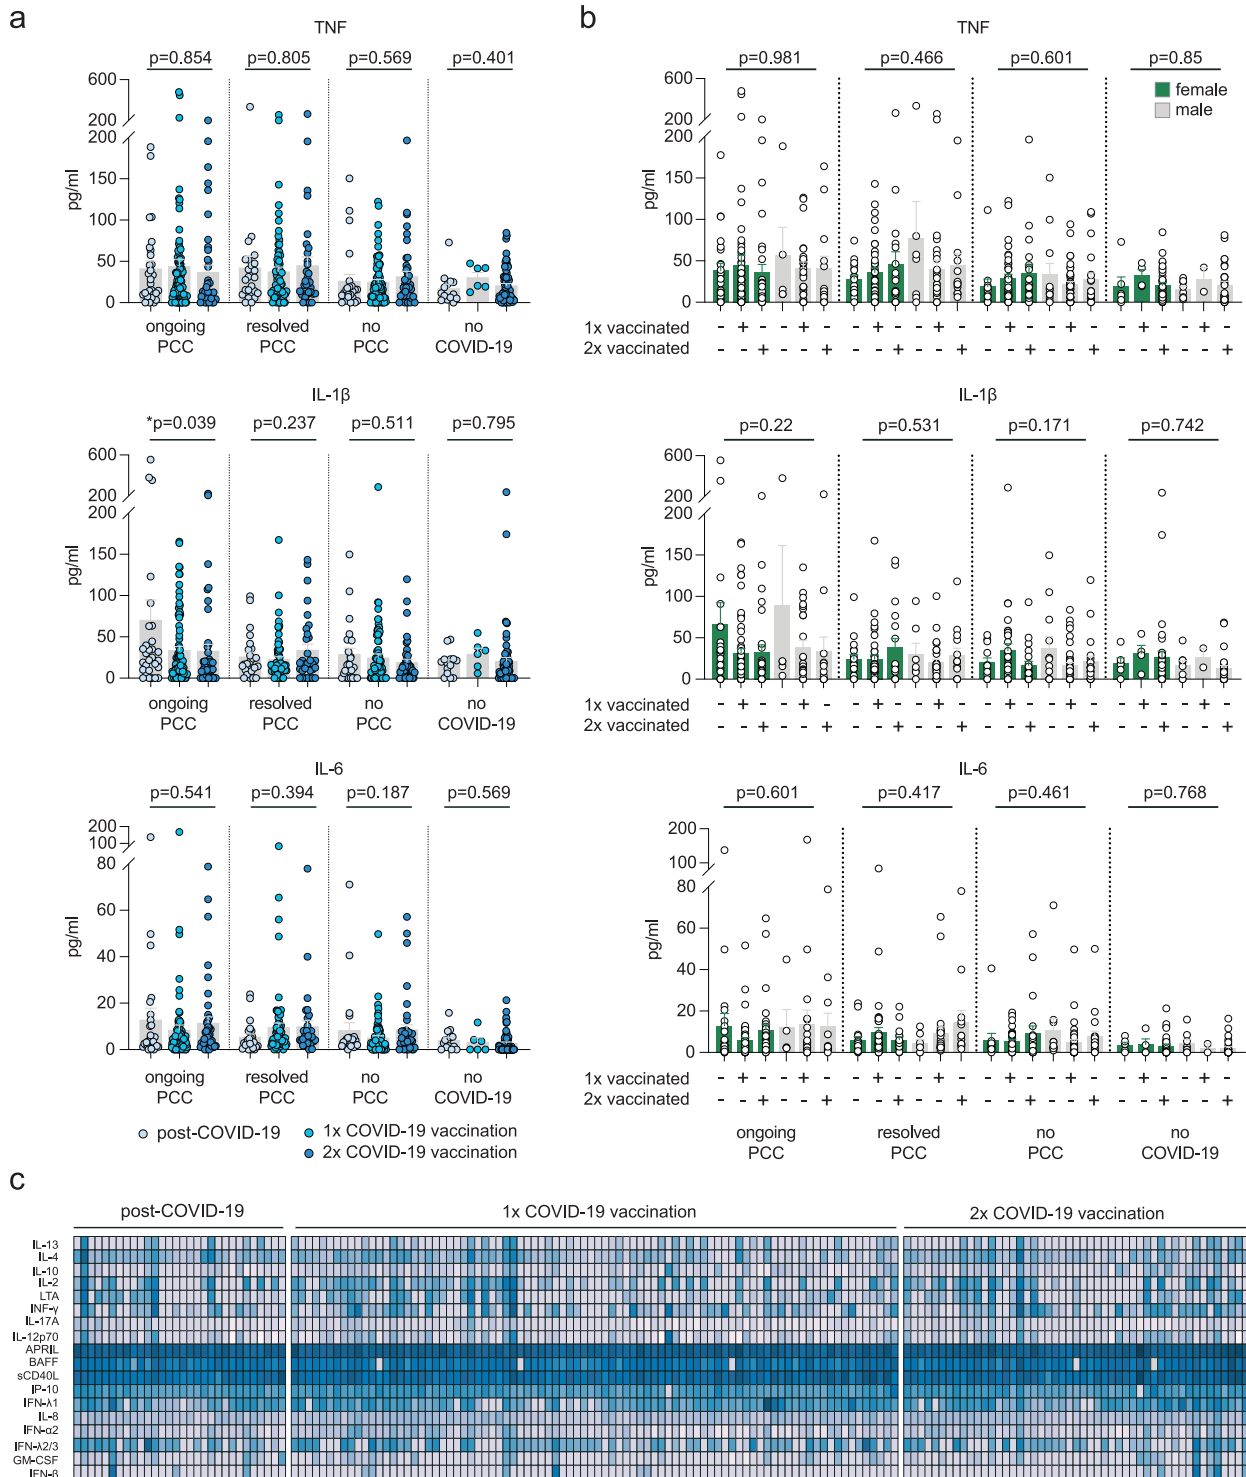 a
TNF
p=0.854 p=0.805 p=0.569 p=0.401
600
200
200
150
100
50
0
pg/ml
ongoing PCC
resolved PCC
no PCC
no COVID-19
IL-1β
*p=0.039 p=0.237 p=0.511 p=0.795
600
200
200
150
100
50
0
pg/ml
ongoing PCC
resolved PCC
no PCC
no COVID-19
IL-6
p=0.541 p=0.394 p=0.187 p=0.569
200
100
80
60
40
20
0
pg/ml
ongoing PCC
resolved PCC
no PCC
no COVID-19
post-COVID-19
1x COVID-19 vaccination
2x COVID-19 vaccination
b
TNF
p=0.981 p=0.466 p=0.601 p=0.85
female
male
600
200
200
150
100
50
0
pg/ml
1x vaccinated - + - - + - - + - - + - - + - - + - - + - - + -
2x vaccinated - - + - - + - - + - - + - - + - - + - - + - - +
IL-1β
p=0.22 p=0.531 p=0.171 p=0.742
600
200
200
150
100
50
0
pg/ml
1x vaccinated - + - - + - - + - - + - - + - - + - - + - - + -
2x vaccinated - - + - - + - - + - - + - - + - - + - - + - - +
IL-6
p=0.601 p=0.417 p=0.461 p=0.768
200
100
80
60
40
20
0
pg/ml
1x vaccinated - + - - + - - + - - + - - + - - + - - + - - + -
2x vaccinated - - + - - + - - + - - + - - + - - + - - + - - +
ongoing PCC
resolved PCC
no PCC
no COVID-19
c
post-COVID-19 1x COVID-19 vaccination 2x COVID-19 vaccination
IL-13
IL-4
IL-10
IL-2
LTA
INF-γ
IL-17A
IL-12p70
APRIL
BAFF
sCD40L
IP-10
IFN-λ1
IL-8
IFN-α2
IFN-λ2/3
GM-CSF
IFN-β